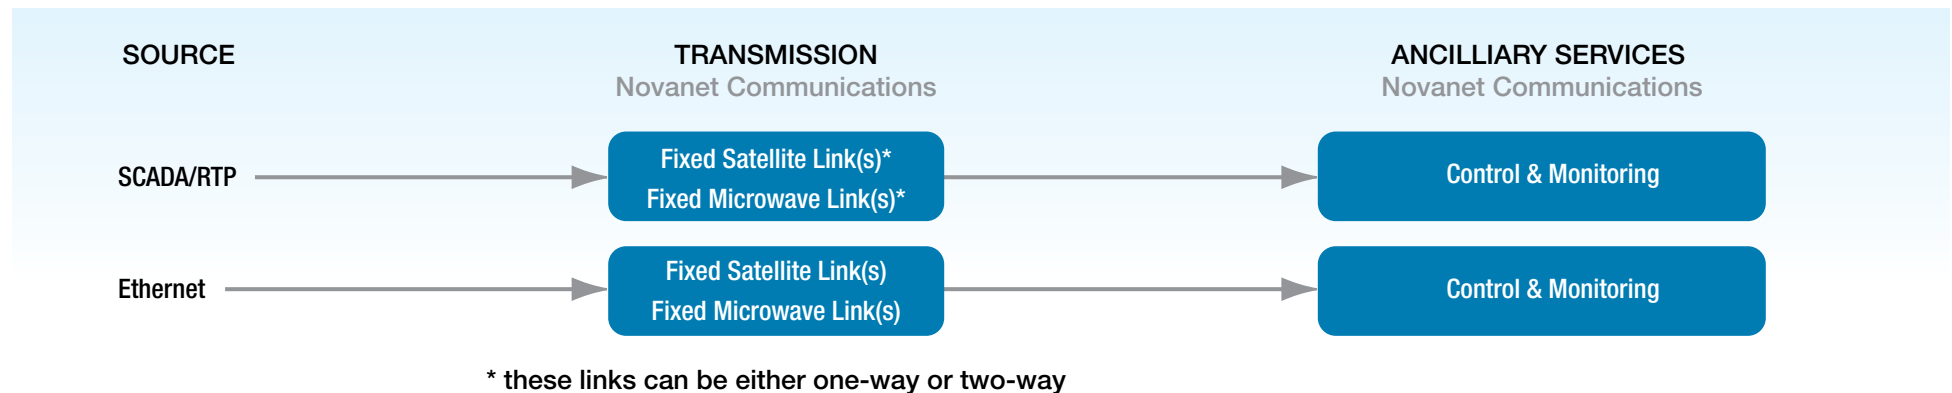 SOURCE
TRANSMISSION
Novanet Communications
ANCILLIARY SERVICES
Novanet Communications
SCADA/RTP
Fixed Satellite Link(s)*
Fixed Microwave Link(s)*
Control & Monitoring
Ethernet
Fixed Satellite Link(s)
Fixed Microwave Link(s)
Control & Monitoring
* these links can be either one-way or two-way